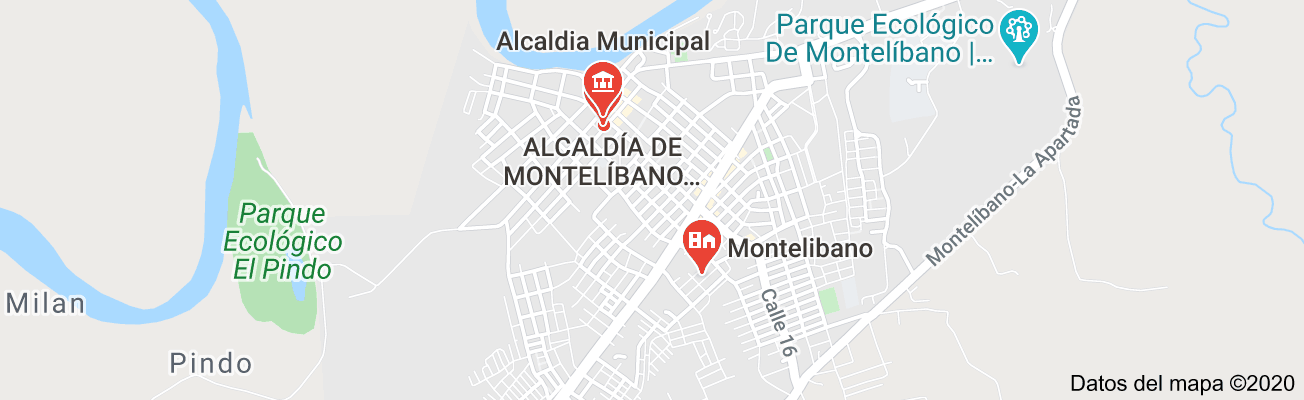 Parque Ecológico
De Montelíbano |...
Alcaldia Municipal
ALCALDÍA DE
MONTELÍBANO...
Montelíbano-La Apartada
Parque
Ecológico
El Pindo
Montelibano
Milan
Calle 16
Pindo
Datos del mapa ©2020